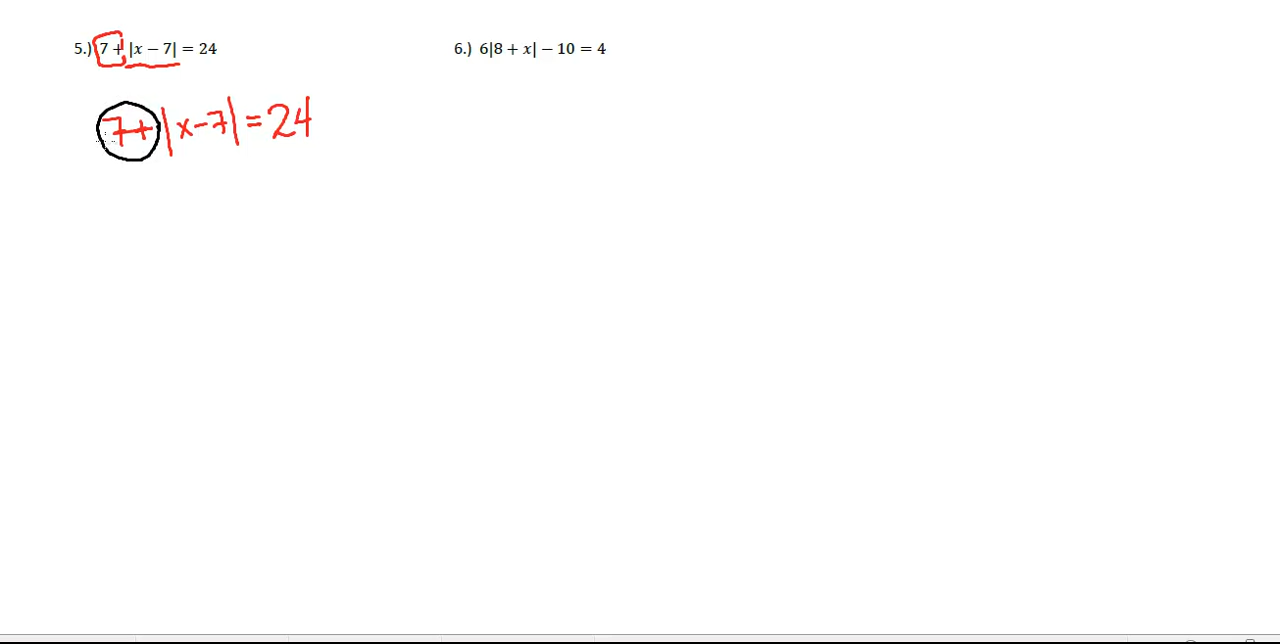 5.) 7 + |x − 7| = 24
6.) 6|8 + x| − 10 = 4
7+|x-7|=24